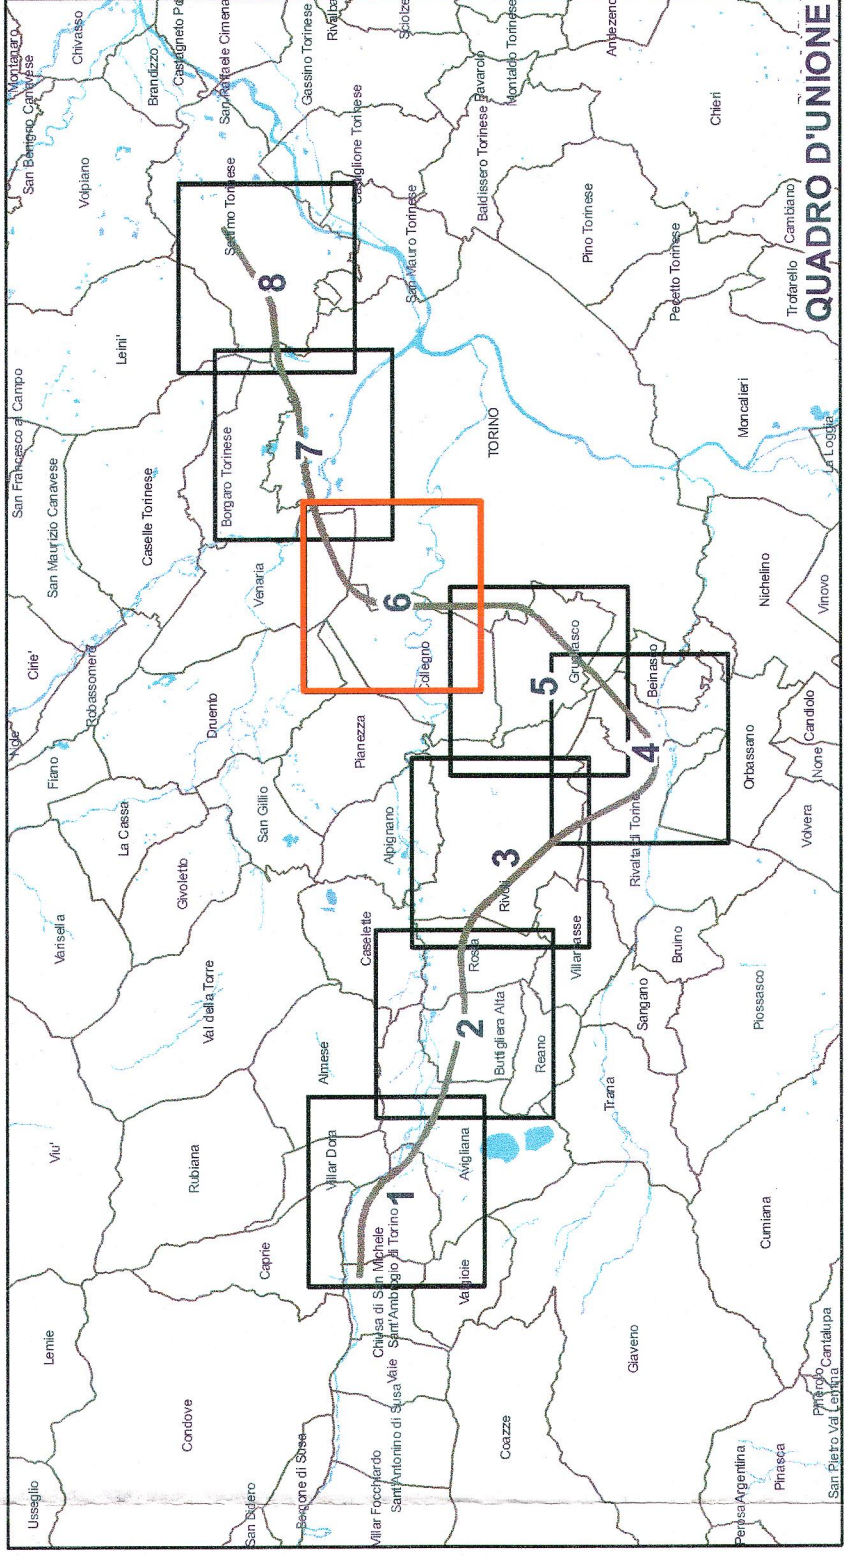 Usseglio
Lemie
Viu'
Varisella
Fiano
Cirie'
San Francesco al Campo
San Benigno Canavese
Montanaro
Chivasso
Robassomero
San Maurizio Canavese
Volpiano
Brandizzo
La Cassa
Leini'
Caselle Torinese
Condove
Rubiana
Val della Torre
Givoletto
Druento
Borgaro Torinese
Settimo Torinese
San Raffaele Cimena
San Didero
Caprie
San Gillio
Venaria
8
Borgone di Susa
Villar Dora
Almese
7
Gassino Torinese
Caselette
Pianezza
Castiglione Torinese
Villar Focchiardo
Sant'Antonino di Susa
Vaie
Chiusa di San Michele
Sant'Ambrogio di Torino
1
Alpignano
6
San Mauro Torinese
Collegno
Vaigioie
Avigliana
2
Rosta
TORINO
Baldissero Torinese
Pavarolo
Coazze
Buttigliera Alta
Rivoli
3
Montaldo Torinese
Reano
5
Villarbasse
Grugliasco
Pino Torinese
Andezeno
Giaveno
Trana
Sangano
Rivalta di Torino
4
Beinasco
Bruino
Pecetto Torinese
Chieri
Perosa Argentina
Pinasca
Cumiana
Piossasco
Orbassano
Nichelino
Moncalieri
Trofarello
Cambiano
Pinerolo
Cantalupa
San Pietro Val Lemina
Volvera
None
Candiolo
Vinovo
La Loggia
QUADRO D'UNIONE